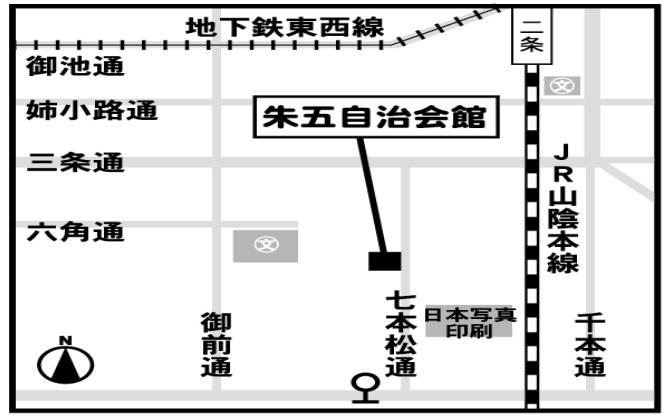 地下鉄東西線
二条
御池通
文
姉小路通
朱五自治会館
三条通
JR山陰本線
六角通
文
七本松通
日本写真
印刷
御前通
千本通
N